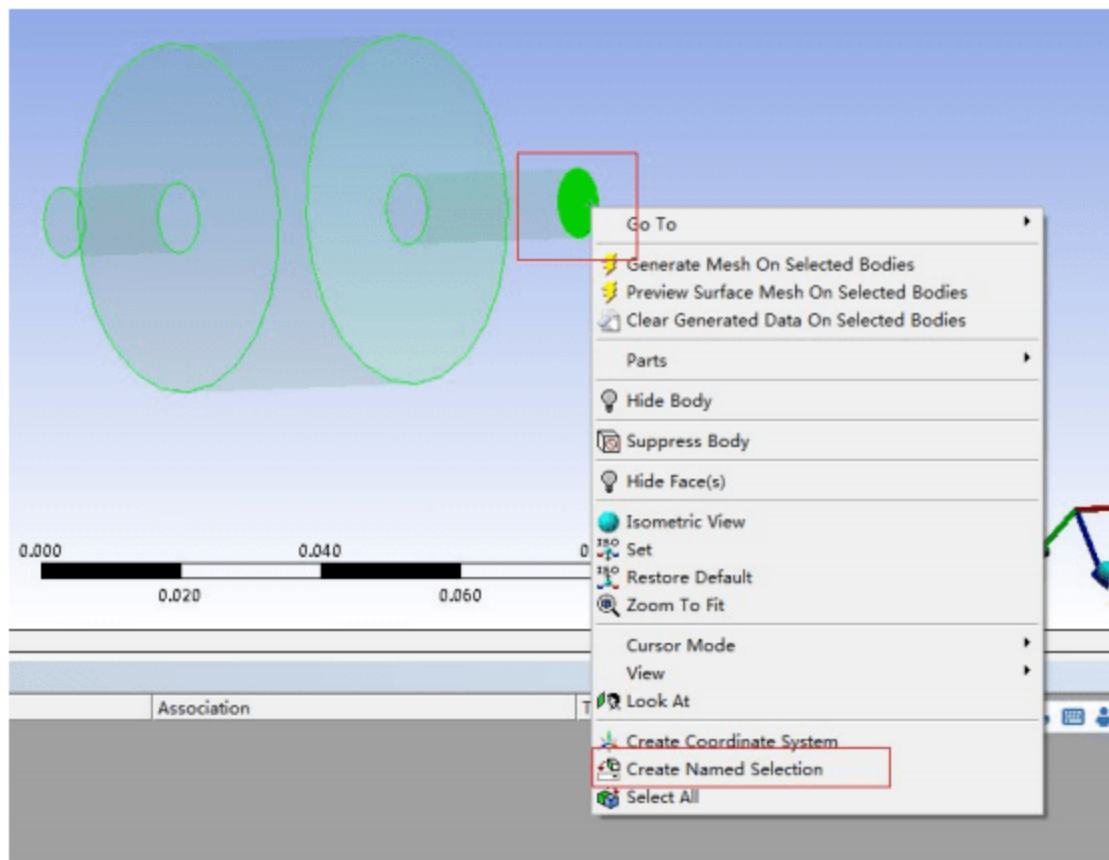 Go To
Generate Mesh On Selected Bodies
Preview Surface Mesh On Selected Bodies
Clear Generated Data On Selected Bodies
Parts
Hide Body
Suppress Body
Hide Face(s)
Isometric View
ISO Set
ISO Restore Default
Zoom To Fit
Cursor Mode
View
Look At
Create Coordinate System
Create Named Selection
Select All
0.000 0.040
0.020 0.060
Association